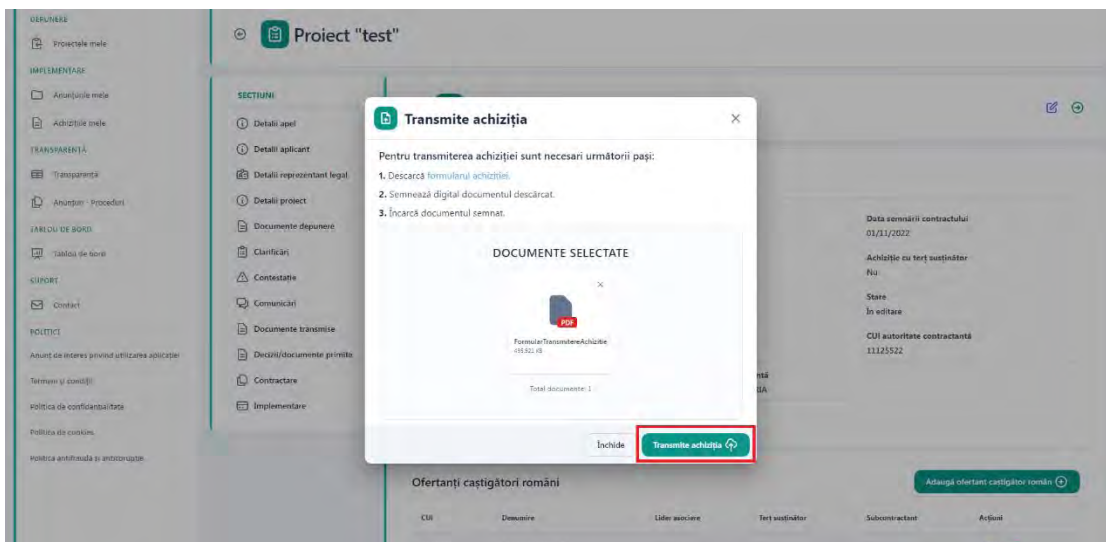 DEPUNERE
Proiectele mele
IMPLEMENTARE
Anunțurile mele
Achizițiile mele
TRANSPARENȚĂ
Transparență
Anunțuri - Proceduri
TABLOU DE BORD
Tablou de bord
SUPORT
Contact
POLITICI
Anunț de interes privind utilizarea aplicației
Termeni și condiții
Politica de confidențialitate
Politica de cookies
Politica antifraudă și anticorupție
Proiect "test"
SECȚIUNI
Detalii apel
Detalii aplicant
Detalii reprezentant legal
Detalii proiect
Documente depunere
Clarificări
Contestație
Comunicări
Documente transmise
Decizii/documente primite
Contractare
Implementare
Transmite achiziția
Pentru transmiterea achiziției sunt necesari următorii pași:
1. Descarcă formularul achiziției.
2. Semnează digital documentul descărcat.
3. Încarcă documentul semnat.
DOCUMENTE SELECTATE
PDF
FormularTransmitereAchizitie
Total documente: 1
Închide
Transmite achiziția
Data semnării contractului
01/11/2022
Achiziție cu terț susținător
Nu
Stare
În editare
CUI autoritate contractantă
11125522
Ofertanți caștigători români
Adaugă ofertant caștigător român
CUI Denumire Lider asociere Terț susținător Subcontractant Acțiuni